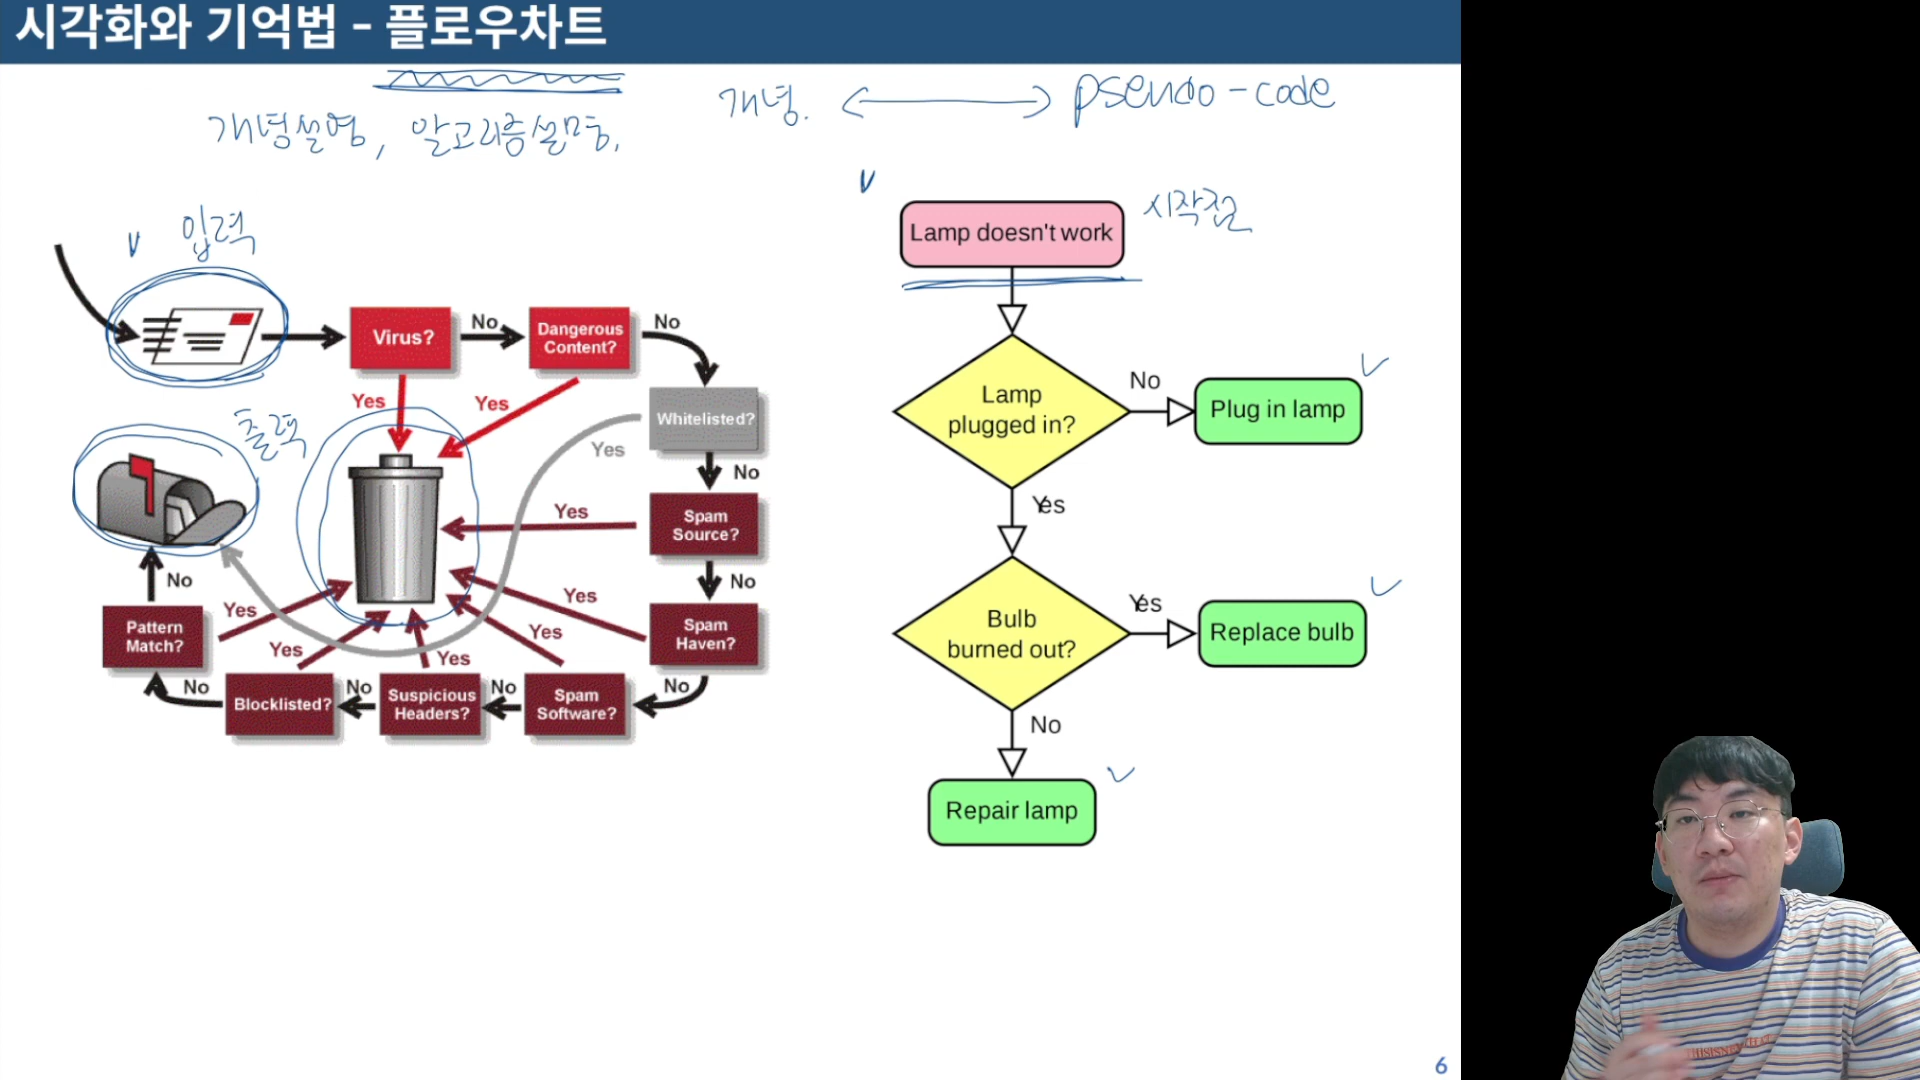 시각화와 기억법 - 플로우차트
개념설명, 알고리즘설명,
개념. ↔ pseudo-code
입력
출력
Virus?
No
Dangerous
Content?
No
Yes
Yes
Whitelisted?
Yes
No
Spam
Source?
Yes
No
Spam
Haven?
Yes
No
Spam
Software?
Yes
No
Suspicious
Headers?
Yes
No
Blocklisted?
Yes
No
Pattern
Match?
Yes
No
Lamp doesn't work
시작점
Lamp
plugged in?
No
Plug in lamp
Yes
Bulb
burned out?
Yes
Replace bulb
No
Repair lamp
6